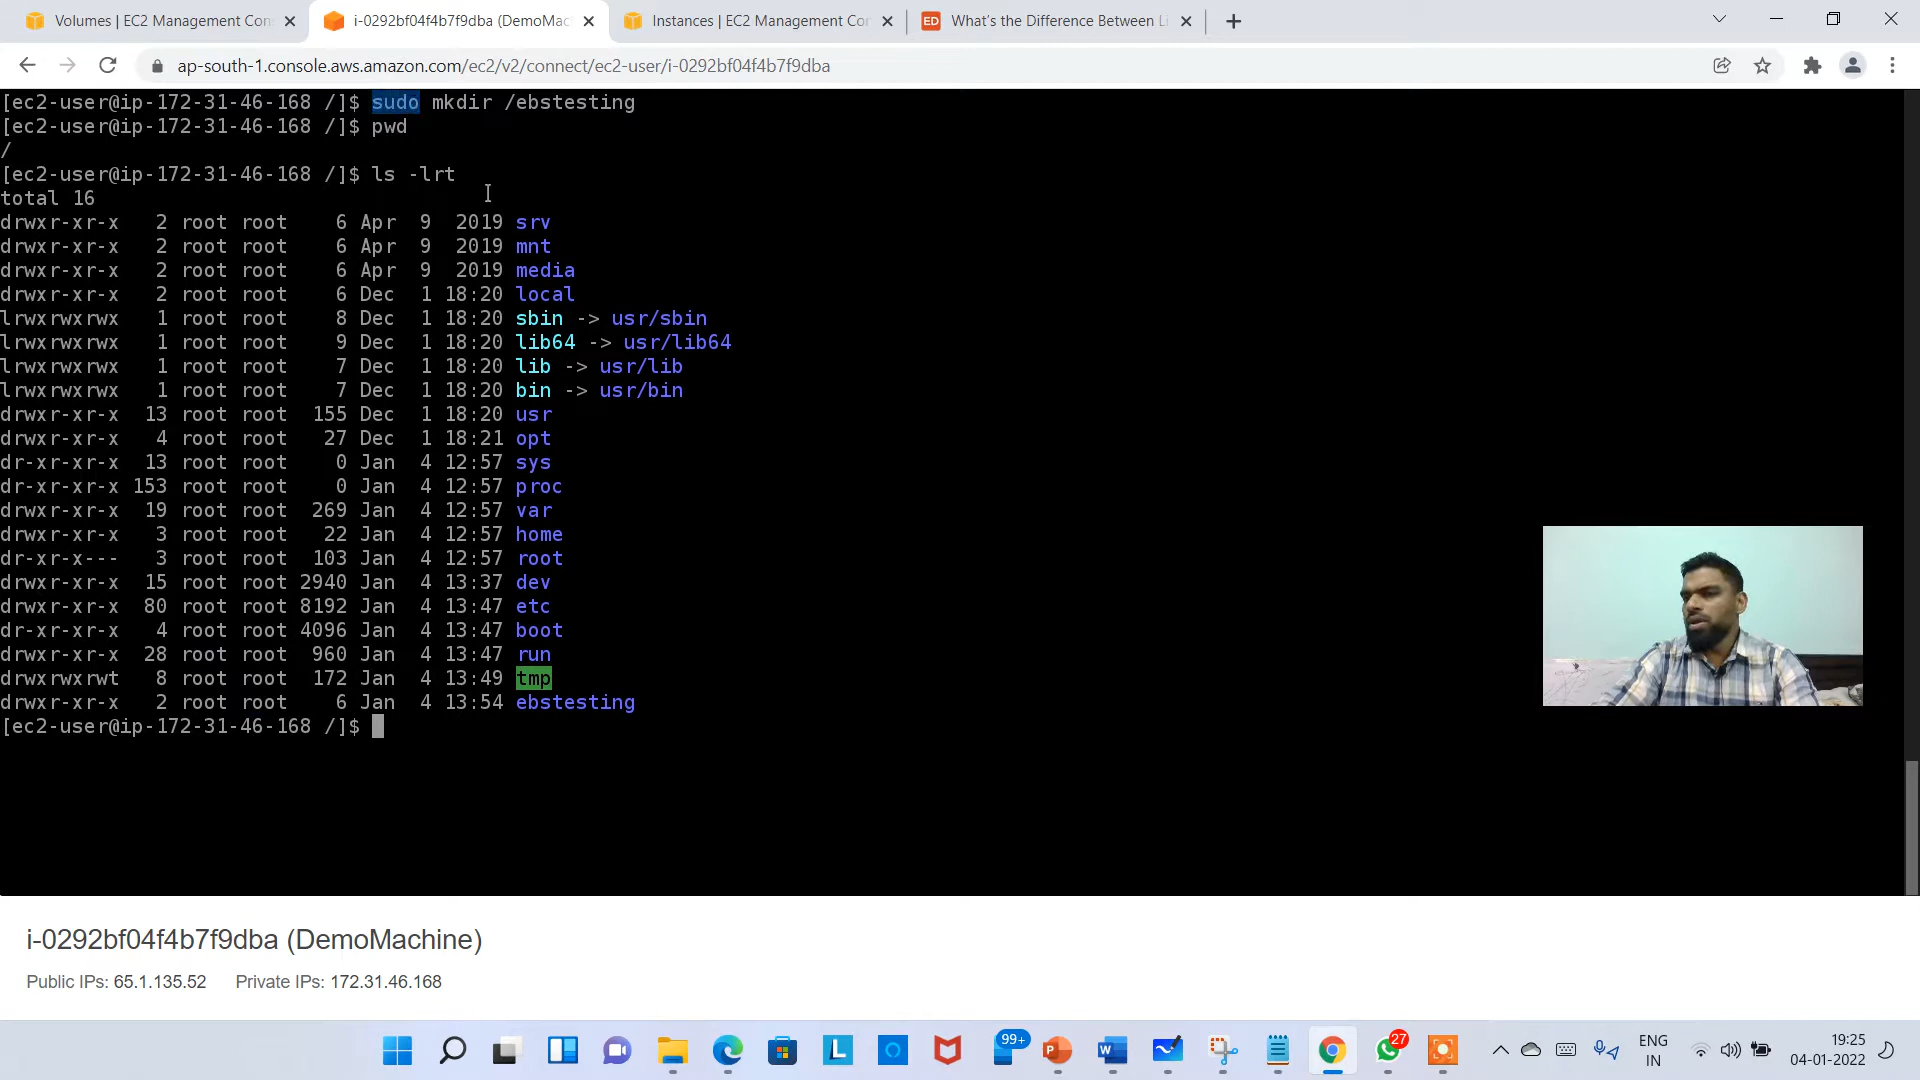 Volumes | EC2 Management Con
i-0292bf04f4b7f9dba (DemoMac
Instances | EC2 Management Con
ED
What's the Difference Between Li
ap-south-1.console.aws.amazon.com/ec2/v2/connect/ec2-user/i-0292bf04f4b7f9dba
[ec2-user@ip-172-31-46-168 /]$ sudo mkdir /ebstesting
[ec2-user@ip-172-31-46-168 /]$ pwd
/
[ec2-user@ip-172-31-46-168 /]$ ls -lrt
total 16
drwxr-xr-x 2 root root 6 Apr 9 2019 srv
drwxr-xr-x 2 root root 6 Apr 9 2019 mnt
drwxr-xr-x 2 root root 6 Apr 9 2019 media
drwxr-xr-x 2 root root 6 Dec 1 18:20 local
lrwxrwxrwx 1 root root 8 Dec 1 18:20 sbin -> usr/sbin
lrwxrwxrwx 1 root root 9 Dec 1 18:20 lib64 -> usr/lib64
lrwxrwxrwx 1 root root 7 Dec 1 18:20 lib -> usr/lib
lrwxrwxrwx 1 root root 7 Dec 1 18:20 bin -> usr/bin
drwxr-xr-x 13 root root 155 Dec 1 18:20 usr
drwxr-xr-x 4 root root 27 Dec 1 18:21 opt
dr-xr-xr-x 13 root root 0 Jan 4 12:57 sys
dr-xr-xr-x 153 root root 0 Jan 4 12:57 proc
drwxr-xr-x 19 root root 269 Jan 4 12:57 var
drwxr-xr-x 3 root root 22 Jan 4 12:57 home
dr-xr-x--- 3 root root 103 Jan 4 12:57 root
drwxr-xr-x 15 root root 2940 Jan 4 13:37 dev
drwxr-xr-x 80 root root 8192 Jan 4 13:47 etc
dr-xr-xr-x 4 root root 4096 Jan 4 13:47 boot
drwxr-xr-x 28 root root 960 Jan 4 13:47 run
drwxrwxrwt 8 root root 172 Jan 4 13:49 tmp
drwxr-xr-x 2 root root 6 Jan 4 13:54 ebstesting
[ec2-user@ip-172-31-46-168 /]$
i-0292bf04f4b7f9dba (DemoMachine)
Public IPs: 65.1.135.52 Private IPs: 172.31.46.168
L
99+
P
W
27
ENG
IN
19:25
04-01-2022